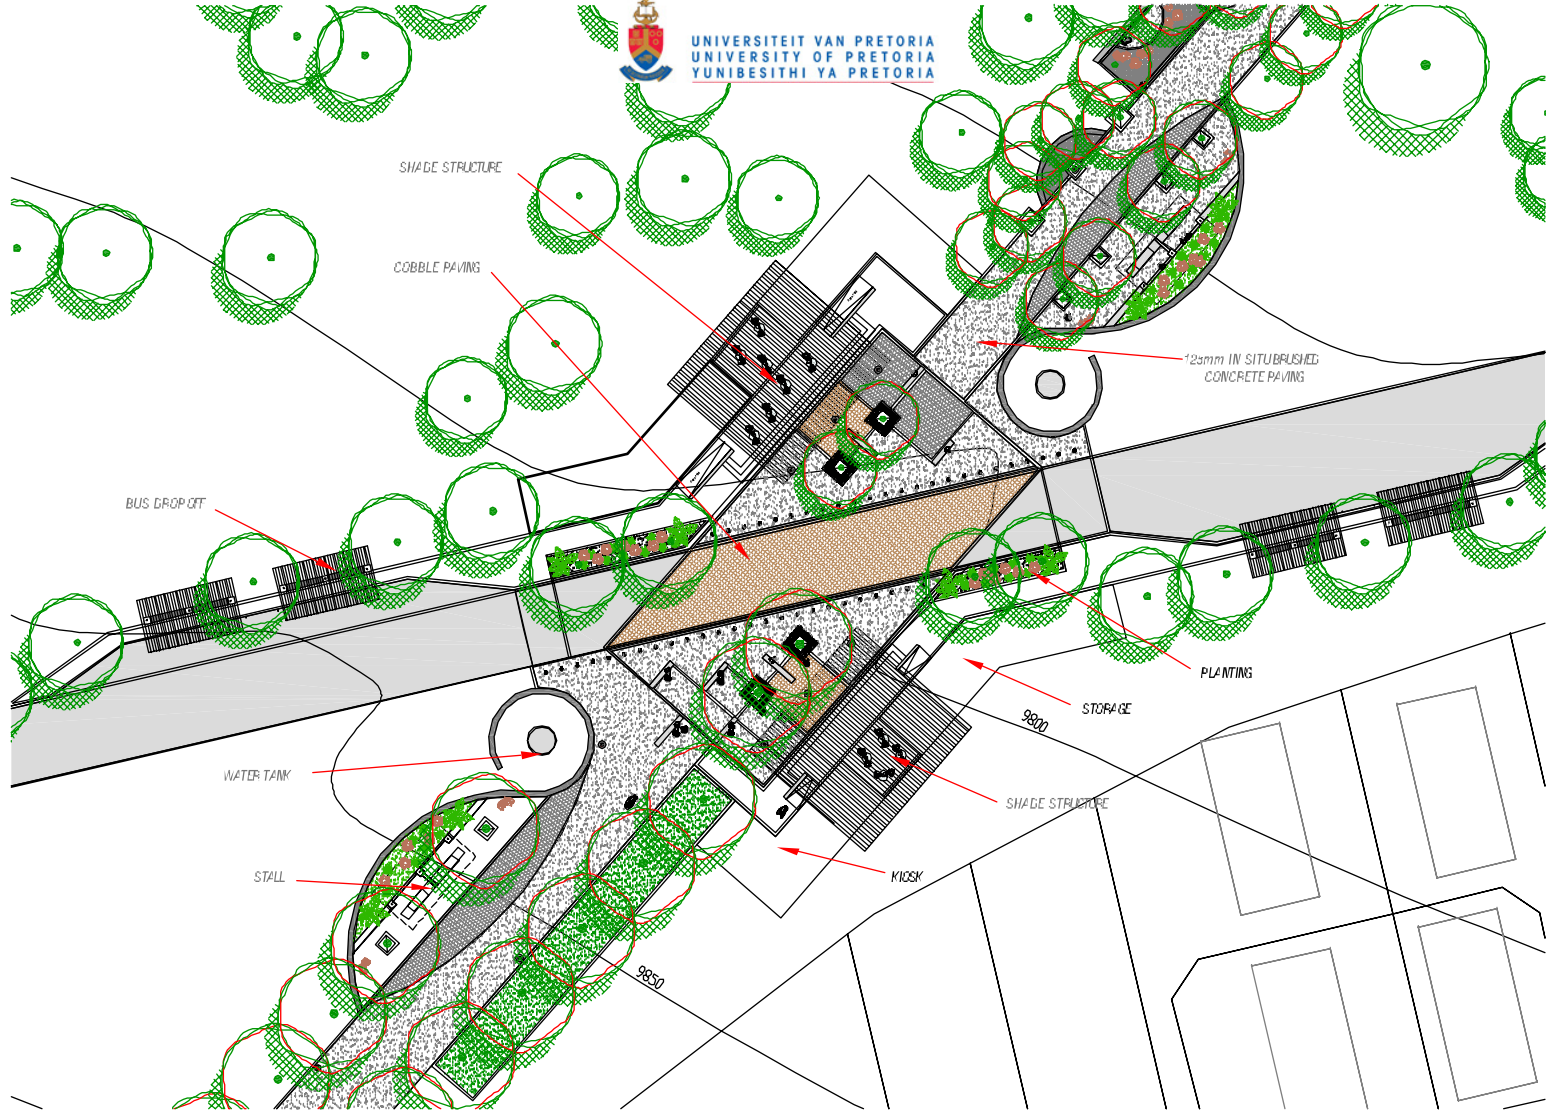 UNIVERSITEIT VAN PRETORIA
UNIVERSITY OF PRETORIA
YUNIBESITHI YA PRETORIA
SHADE STRUCTURE
COBBLE PAVING
125mm IN SITU BRUSHED
CONCRETE PAVING
BUS DROP OFF
PLANTING
STORAGE
9800
WATER TANK
SHADE STRUCTURE
STALL
KIOSK
9850